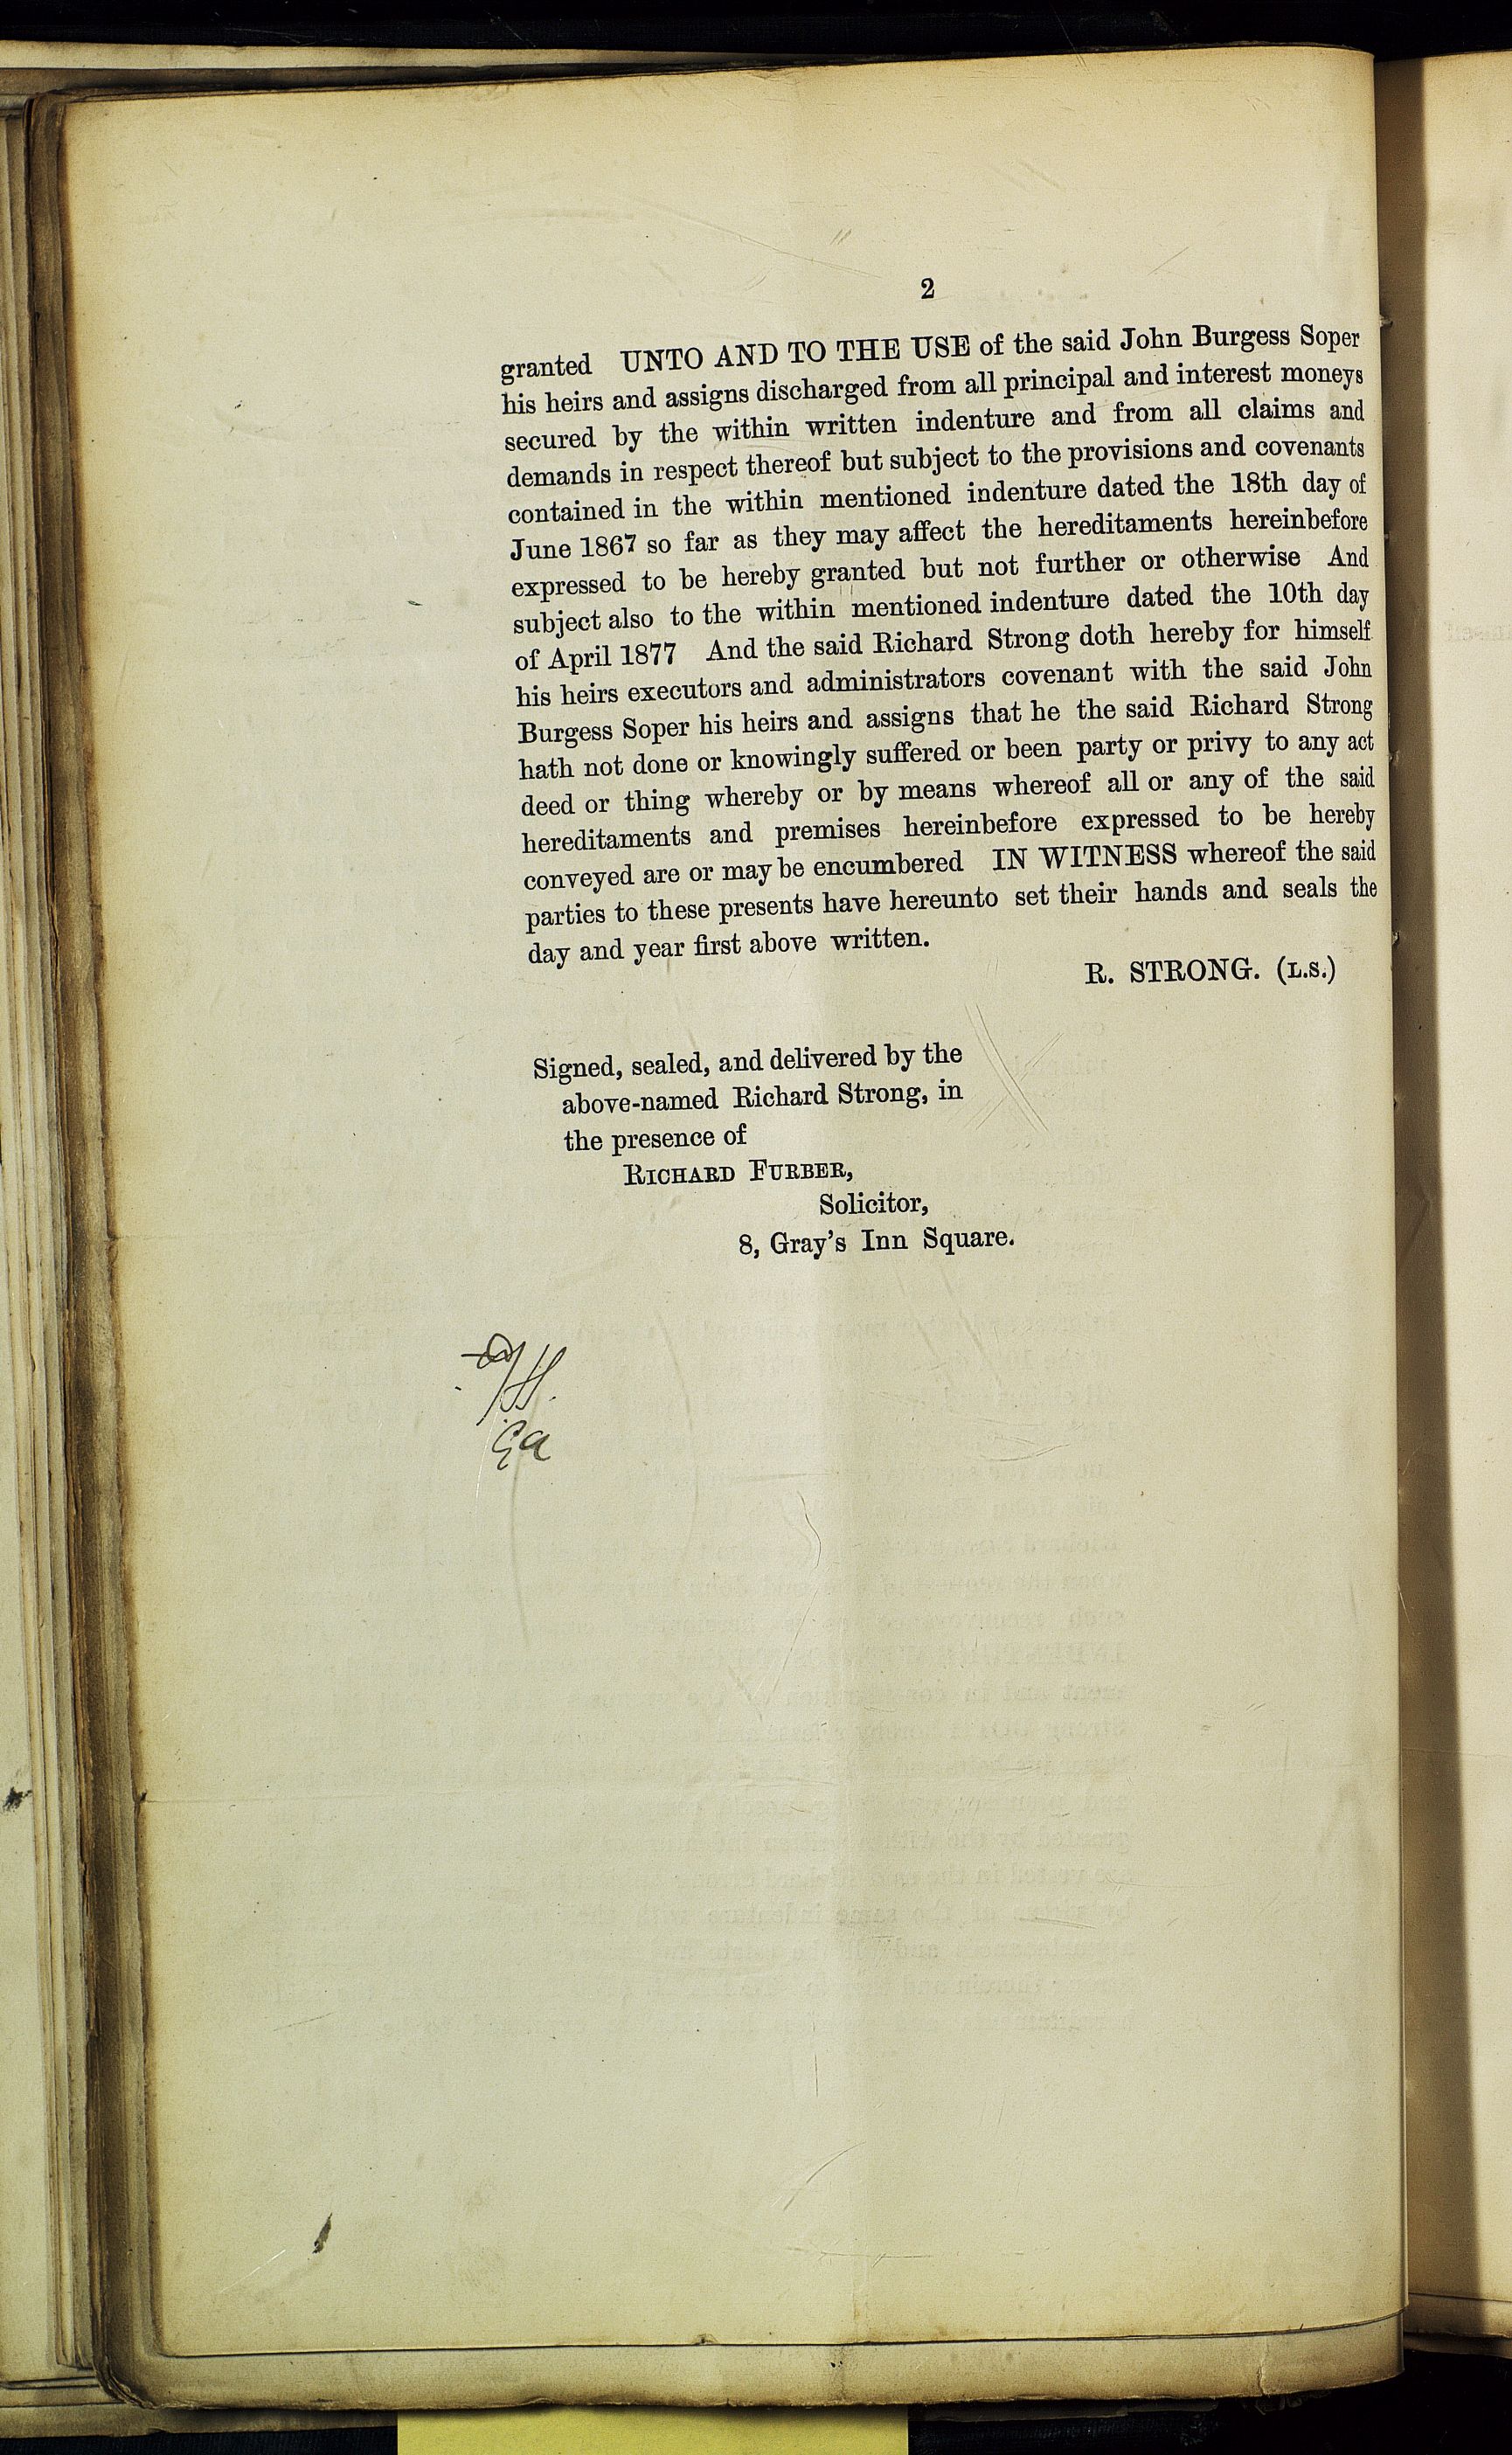 2
granted UNTO AND TO THE USE of the said John Burgess Soper
his heirs and assigns discharged from all principal and interest moneys
secured by the within written indenture and from all claims and
demands in respect thereof but subject to the provisions and covenants
contained in the within mentioned indenture dated the 18th day of
June 1867 so far as they may affect the hereditaments hereinbefore
expressed to be hereby granted but not further or otherwise And
subject also to the within mentioned indenture dated the 10th day
of April 1877 And the said Richard Strong doth hereby for himself
his heirs executors and administrators covenant with the said John
Burgess Soper his heirs and assigns that he the said Richard Strong
hath not done or knowingly suffered or been party or privy to any act
deed or thing whereby or by means whereof all or any of the said
hereditaments and premises hereinbefore expressed to be hereby
conveyed are or may be encumbered IN WITNESS whereof the said
parties to these presents have hereunto set their hands and seals the
day and year first above written.
R. STRONG. (L.S.)
Signed, sealed, and delivered by the
above-named Richard Strong, in
the presence of
RICHARD FURBER,
Solicitor,
8, Gray's Inn Square.